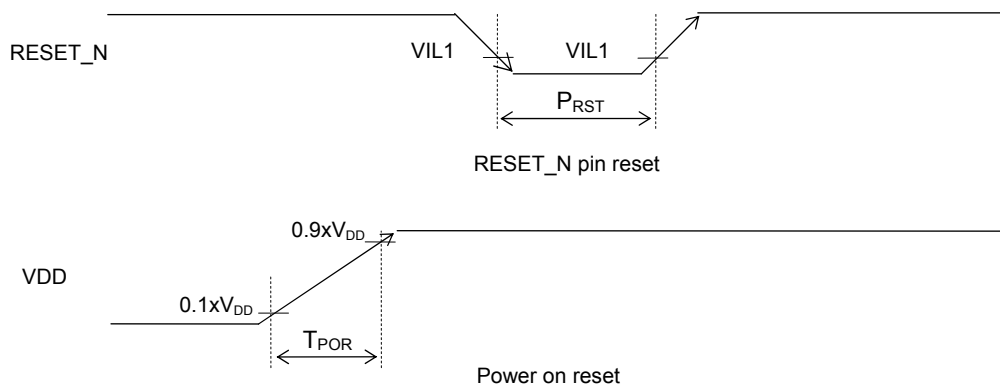 RESET_N
VIL1
VIL1
PRST
RESET_N pin reset
0.9xVDD
VDD
0.1xVDD
TPOR
Power on reset